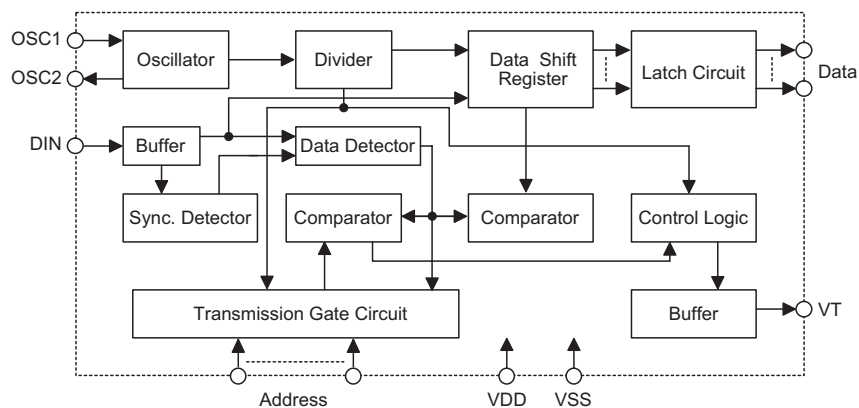 OSC1
OSC2
Oscillator
Divider
Data Shift
Register
Latch Circuit
Data
DIN
Buffer
Data Detector
Sync. Detector
Comparator
Comparator
Control Logic
Transmission Gate Circuit
Buffer
VT
Address
VDD
VSS